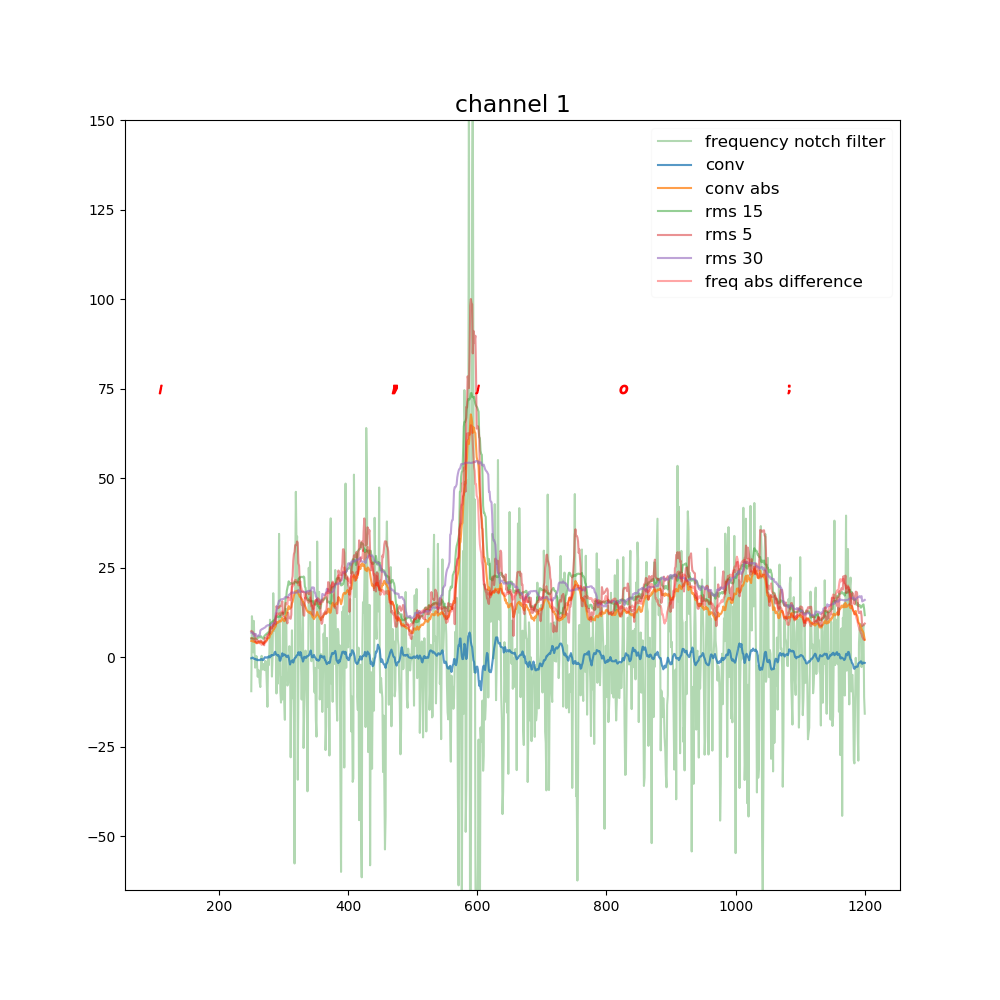 channel 1
150
125
100
75
50
25
0
−25
−50
frequency notch filter
conv
conv abs
rms 15
rms 5
rms 30
freq abs difference
o
;
200 400 600 800 1000 1200